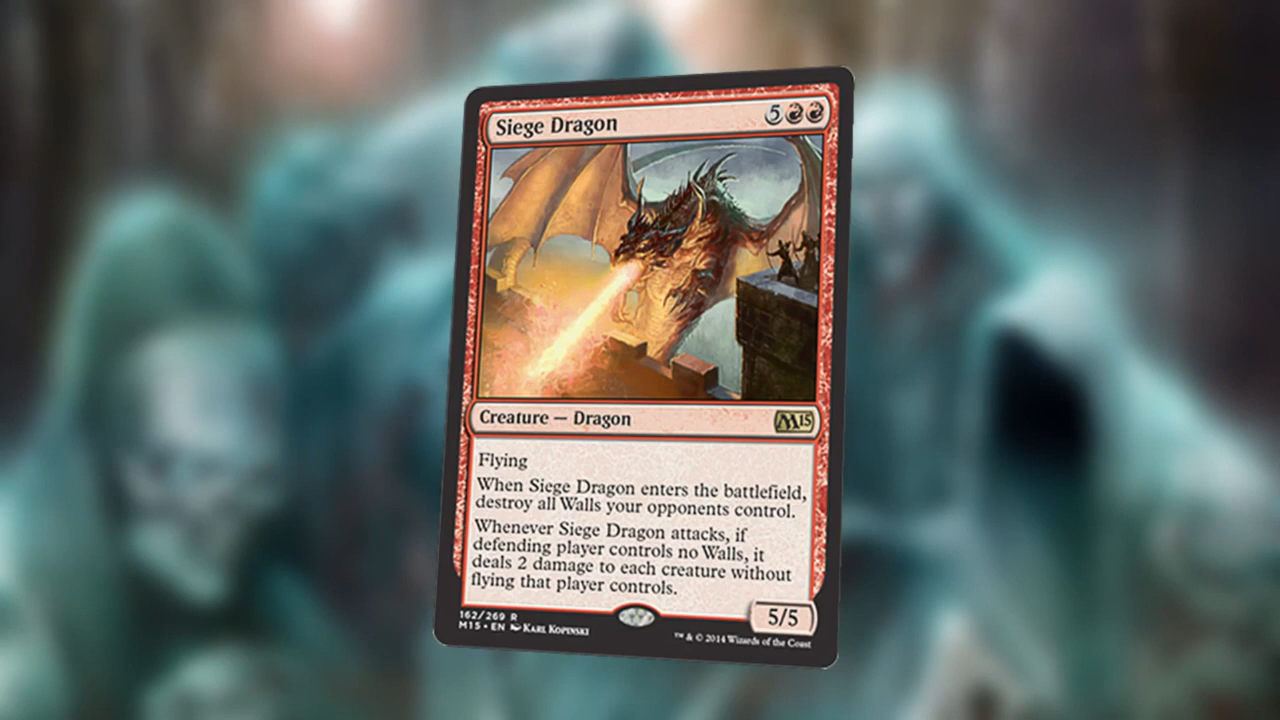 Siege Dragon 5
Creature — Dragon M15
Flying
When Siege Dragon enters the battlefield,
destroy all Walls your opponents control.
Whenever Siege Dragon attacks, if
defending player controls no Walls, it
deals 2 damage to each creature without
flying that player controls.
5/5
162/269 R
M15 • EN Karl Kopinski
™ & © 2014 Wizards of the Coast